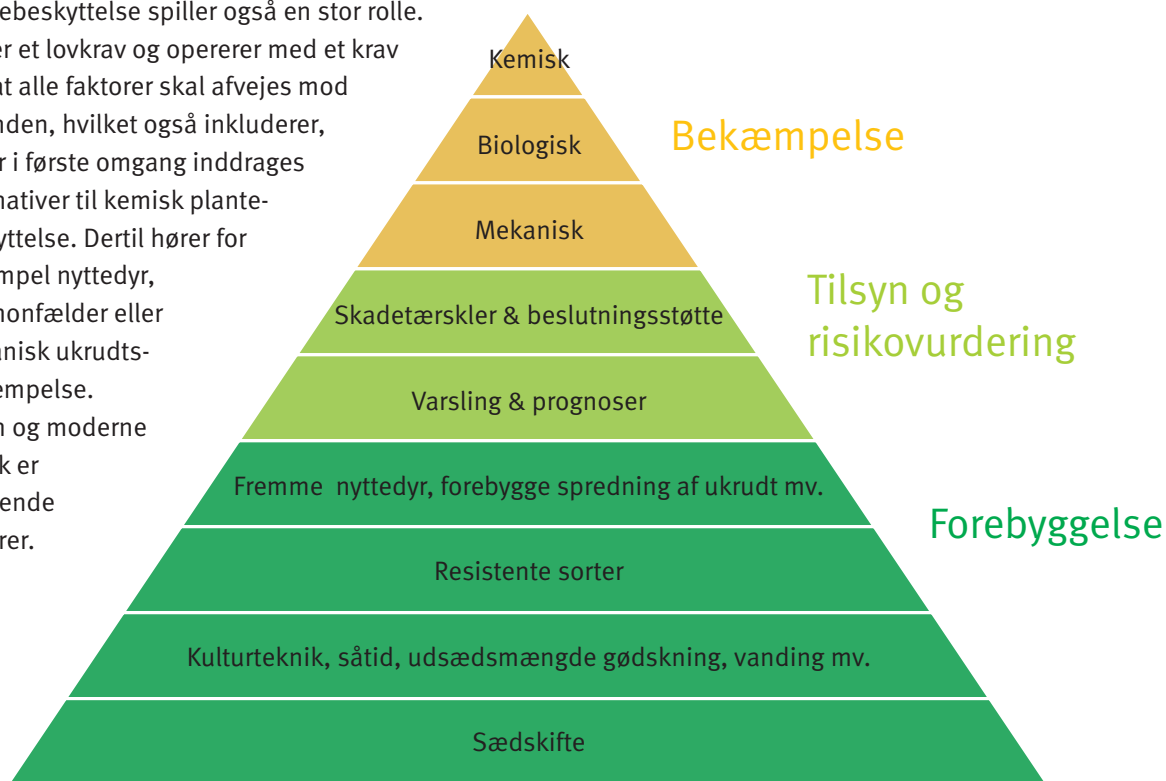 ebeskyttelse spiller også en stor rolle.
er et lovkrav og opererer med et krav
at alle faktorer skal afvejes mod
nden, hvilket også inkluderer,
r i første omgang inddrages
nativer til kemisk plante-
yttelse. Dertil hører for
mpel nyttedyr,
nonfælder eller
anisk ukrudts-
empelse.
n og moderne
k er
ende
rer.
Kemisk
Biologisk
Mekanisk
Bekæmpelse
Skadetærskler & beslutningsstøtte
Varsling & prognoser
Tilsyn og
risikovurdering
Fremme nyttedyr, forebygge spredning af ukrudt mv.
Resistente sorter
Kulturteknik, såtid, udsædsmængde gødskning, vanding mv.
Sædskifte
Forebyggelse